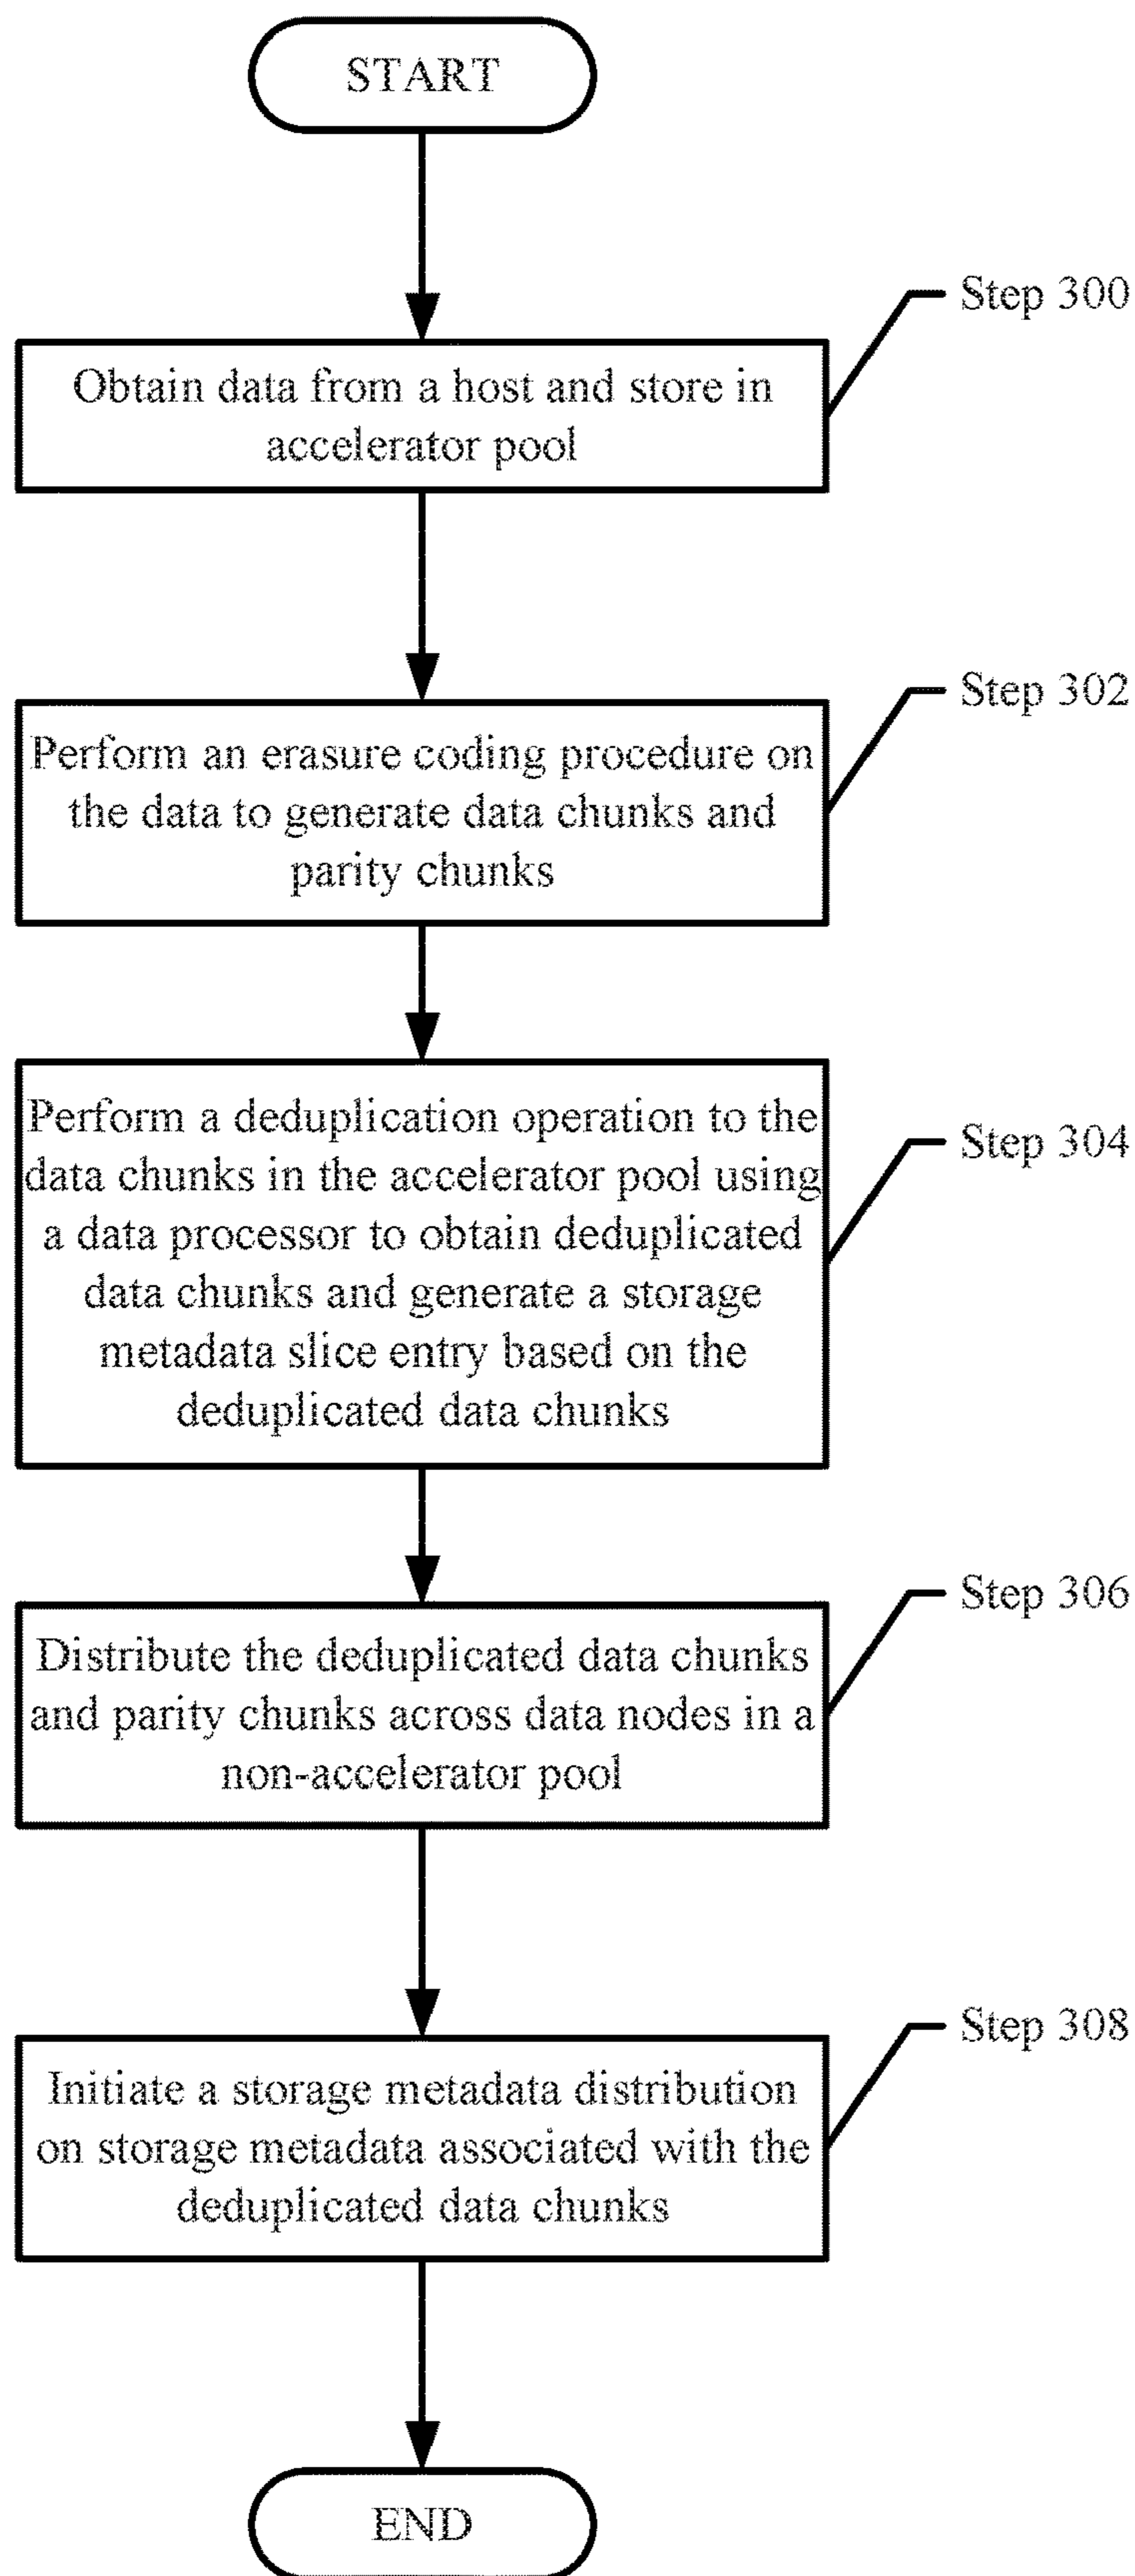 START
Step 300
Obtain data from a host and store in
accelerator pool
Step 302
Perform an erasure coding procedure on
the data to generate data chunks and
parity chunks
Step 304
Perform a deduplication operation to the
data chunks in the accelerator pool using
a data processor to obtain deduplicated
data chunks and generate a storage
metadata slice entry based on the
deduplicated data chunks
Step 306
Distribute the deduplicated data chunks
and parity chunks across data nodes in a
non-accelerator pool
Step 308
Initiate a storage metadata distribution
on storage metadata associated with the
deduplicated data chunks
END